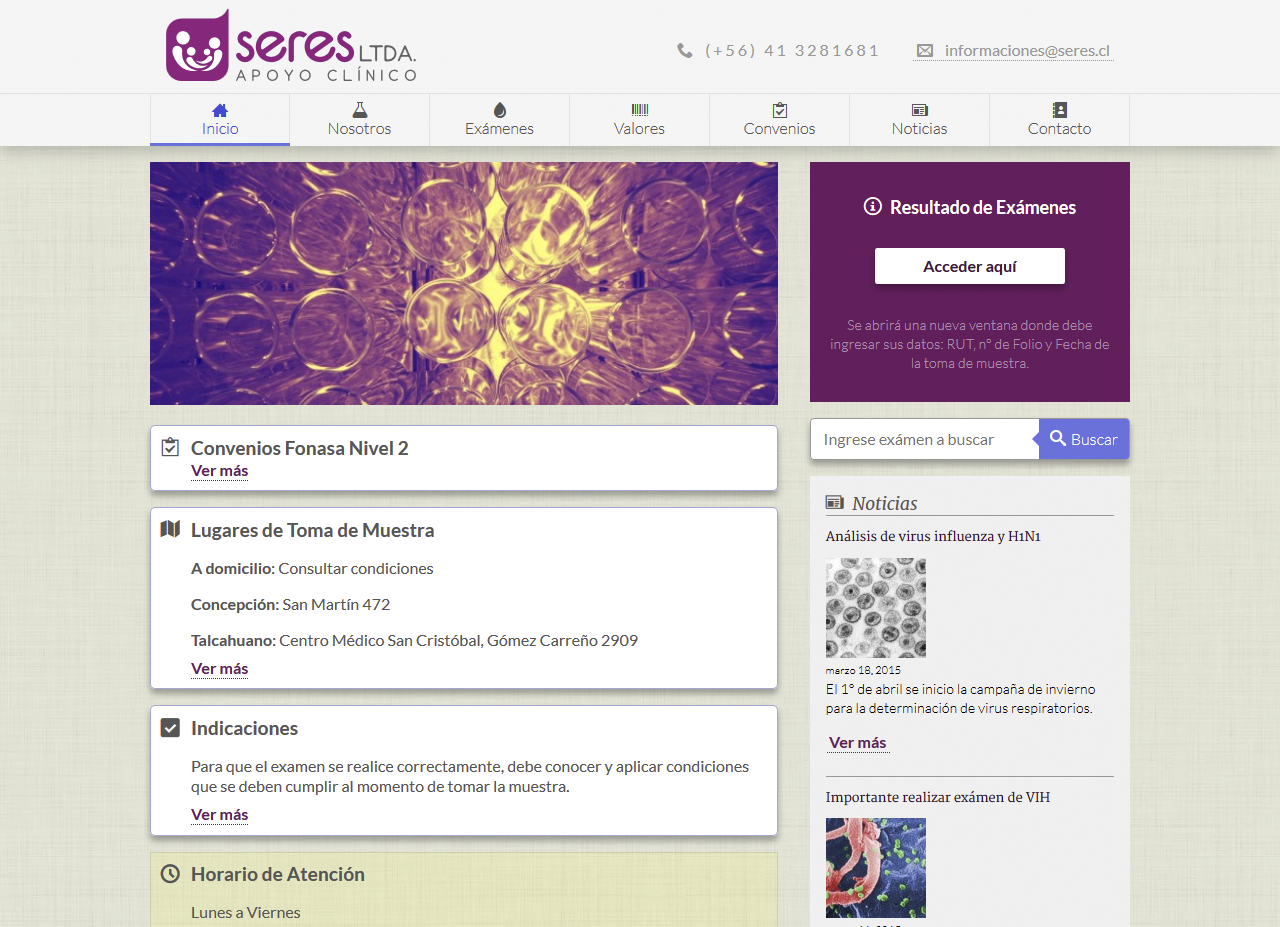 seres LTDA.
APOYO CLÍNICO
(+56) 41 3281681
informaciones@seres.cl
Inicio
Nosotros
Exámenes
Valores
Convenios
Noticias
Contacto
Resultado de Exámenes
Acceder aquí
Se abrirá una nueva ventana donde debe
ingresar sus datos: RUT, n° de Folio y Fecha de
la toma de muestra.
Convenios Fonasa Nivel 2
Ver más
Lugares de Toma de Muestra
A domicilio: Consultar condiciones
Concepción: San Martín 472
Talcahuano: Centro Médico San Cristóbal, Gómez Carreño 2909
Ver más
Indicaciones
Para que el examen se realice correctamente, debe conocer y aplicar condiciones
que se deben cumplir al momento de tomar la muestra.
Ver más
Horario de Atención
Lunes a Viernes
Ingrese exámen a buscar
Buscar
Noticias
Análisis de virus influenza y H1N1
marzo 18, 2015
El 1° de abril se inicio la campaña de invierno
para la determinación de virus respiratorios.
Ver más
Importante realizar exámen de VIH